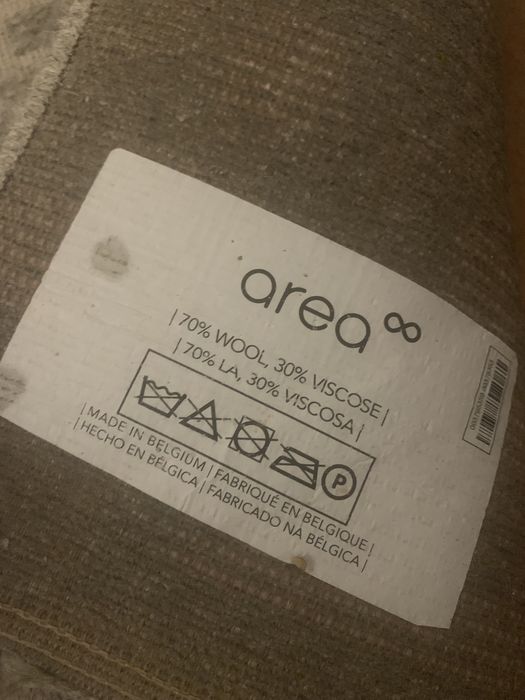 area ∞
| 70% WOOL, 30% VISCOSE |
| 70% LA, 30% VISCOSA |
P
| MADE IN BELGIUM | FABRIQUÉ EN BELGIQUE |
| HECHO EN BÉLGICA | FABRICADO NA BÉLGICA |